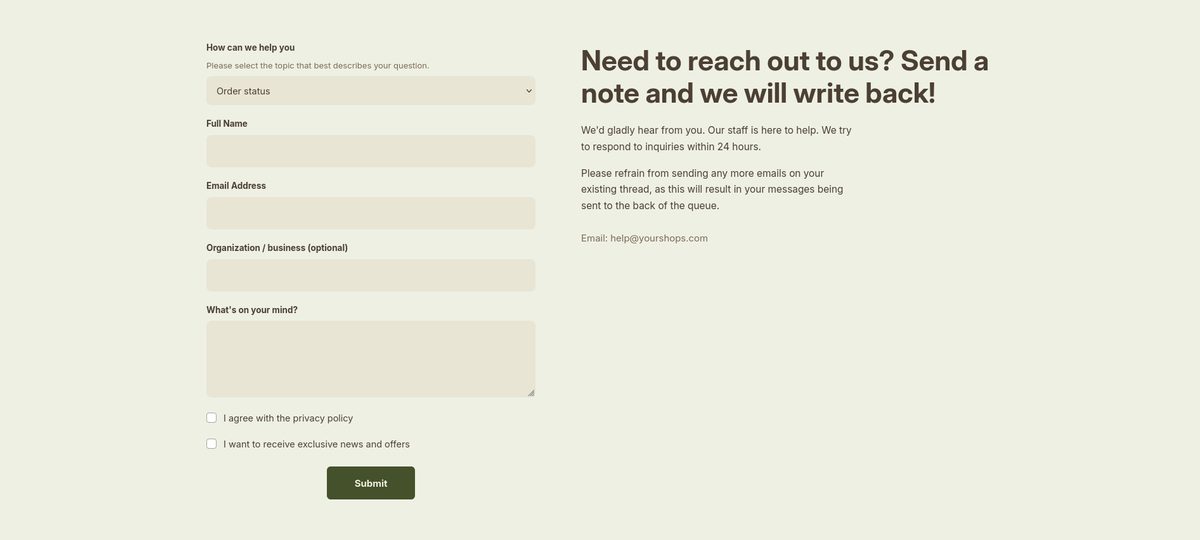 How can we help you
Please select the topic that best describes your question.
Order status
Full Name
Email Address
Organization / business (optional)
What's on your mind?
I agree with the privacy policy
I want to receive exclusive news and offers
Submit
Need to reach out to us? Send a
note and we will write back!
We'd gladly hear from you. Our staff is here to help. We try
to respond to inquiries within 24 hours.
Please refrain from sending any more emails on your
existing thread, as this will result in your messages being
sent to the back of the queue.
Email: help@yourshops.com